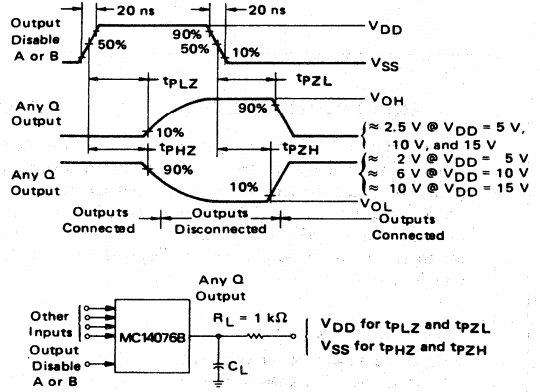 20 ns
20 ns
Output
Disable
A or B
50%
90%
50%
10%
VDD
VSS
tPLZ
tPZL
VOH
Any Q
Output
10%
90%
≈ 2.5 V @ VDD = 5 V,
10 V, and 15 V
tPHZ
tPZH
Any Q
Output
90%
10%
≈ 2 V @ VDD = 5 V
≈ 6 V @ VDD = 10 V
≈ 10 V @ VDD = 15 V
VOL
Outputs
Connected
Outputs
Disconnected
Outputs
Connected
Any Q
Output
Other
Inputs
MC14076B
RL = 1 kΩ
VDD for tPLZ and tPZL
VSS for tPHZ and tPZH
Output
Disable
A or B
CL